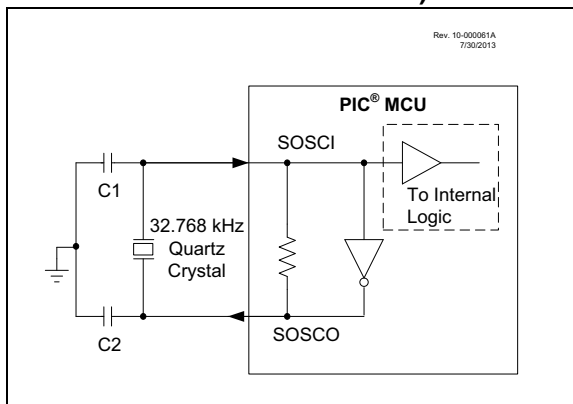 Rev. 10-000061A
7/30/2013
PIC® MCU
SOSCI
C1
To Internal
Logic
32.768 kHz
Quartz
Crystal
SOSCO
C2